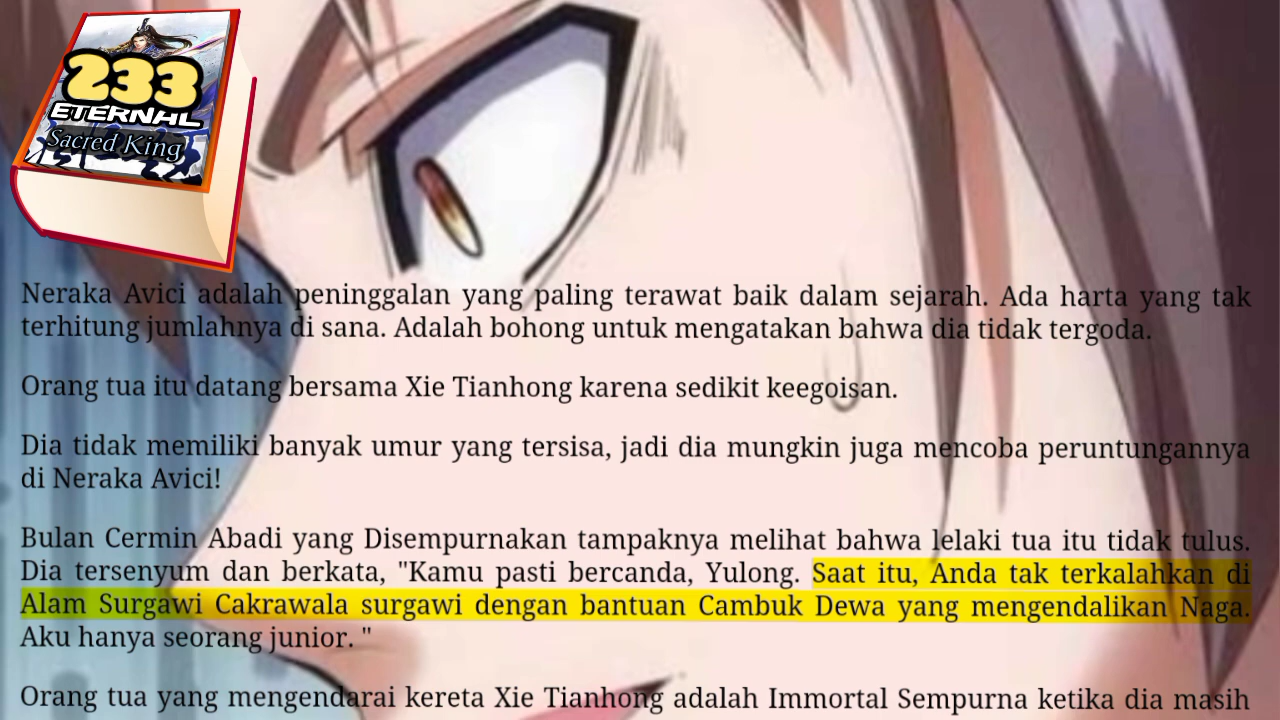 233
ETERNAL
Sacred King
Neraka Avici adalah peninggalan yang paling terawat baik dalam sejarah. Ada harta yang tak
terhitung jumlahnya di sana. Adalah bohong untuk mengatakan bahwa dia tidak tergoda.
Orang tua itu datang bersama Xie Tianhong karena sedikit keegoisan.
Dia tidak memiliki banyak umur yang tersisa, jadi dia mungkin juga mencoba peruntungannya
di Neraka Avici!
Bulan Cermin Abadi yang Disempurnakan tampaknya melihat bahwa lelaki tua itu tidak tulus.
Dia tersenyum dan berkata, "Kamu pasti bercanda, Yulong. Saat itu, Anda tak terkalahkan di
Alam Surgawi Cakrawala surgawi dengan bantuan Cambuk Dewa yang mengendalikan Naga.
Aku hanya seorang junior. "
Orang tua yang mengendarai kereta Xie Tianhong adalah Immortal Sempurna ketika dia masih